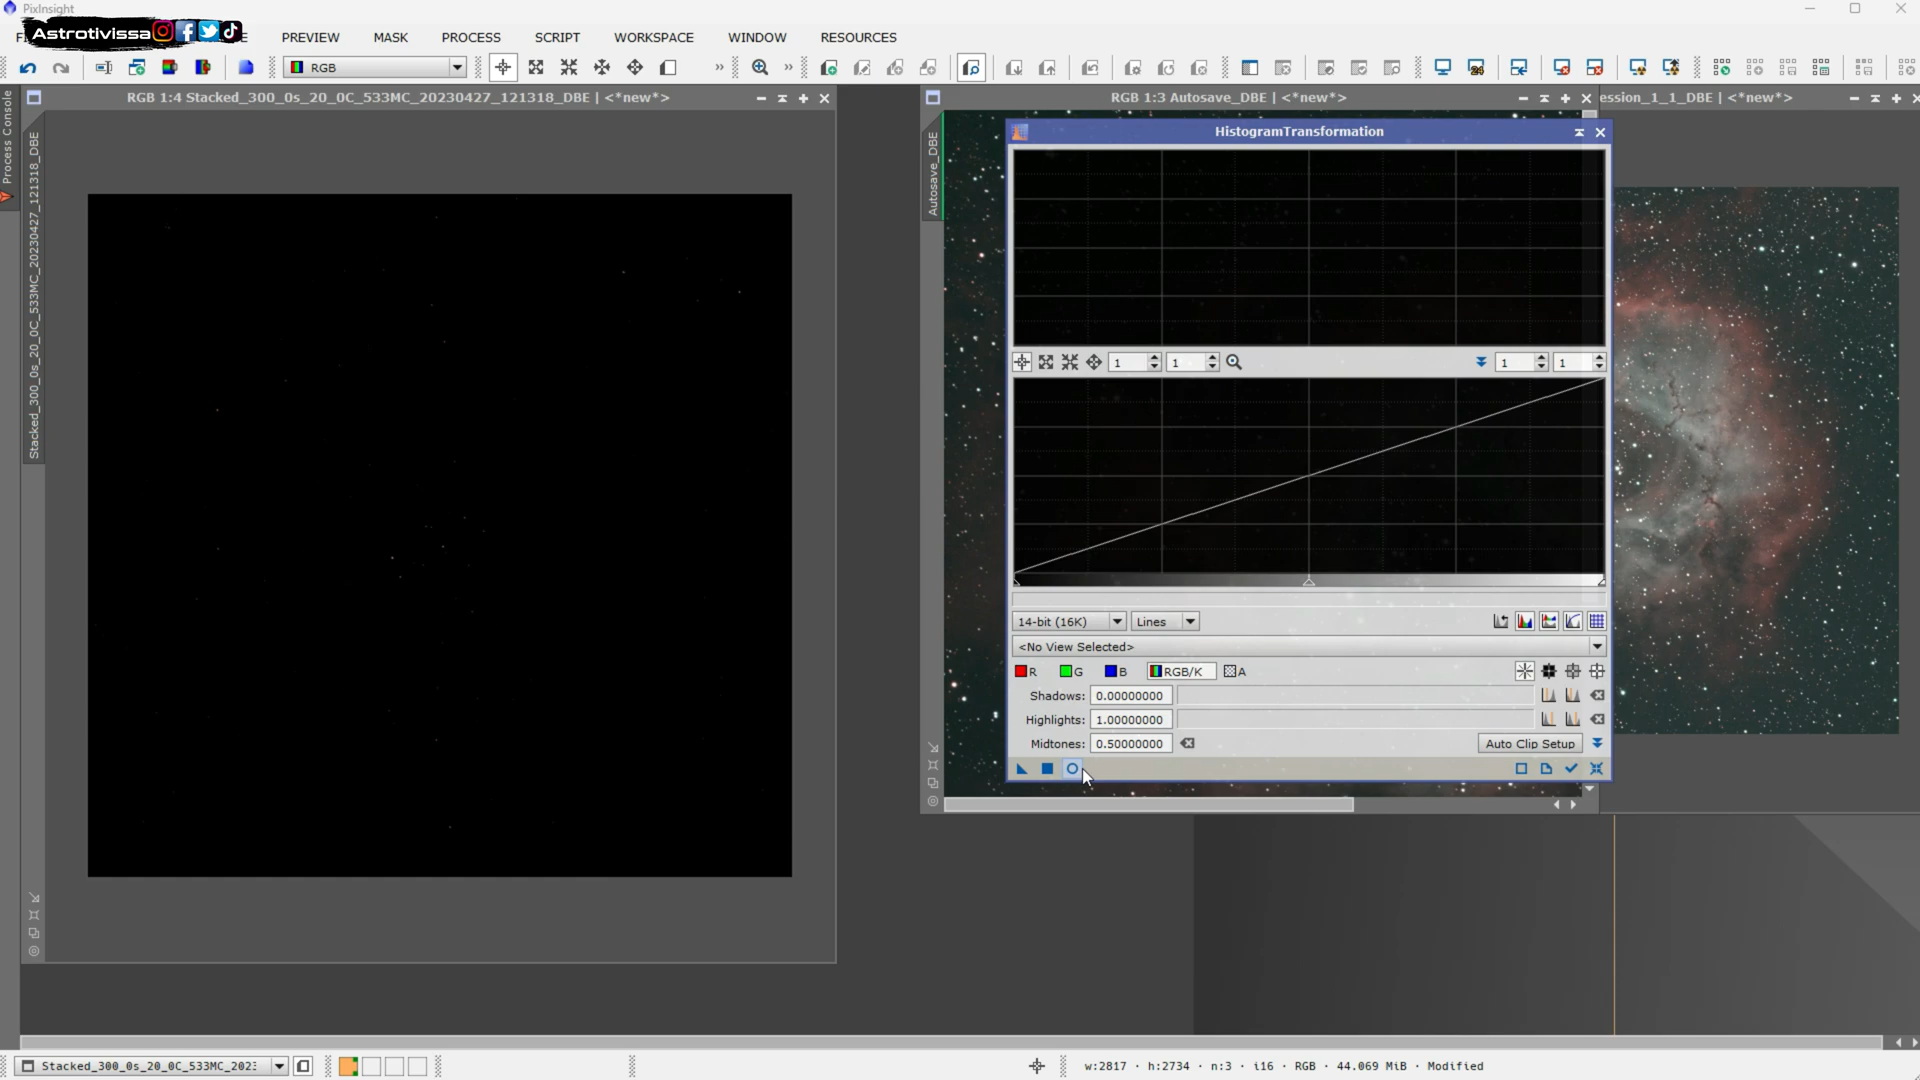 PixInsight
Astrotivissa
F E PREVIEW MASK PROCESS SCRIPT WORKSPACE WINDOW RESOURCES
RGB
24
RGB 1:4 Stacked_300_0s_20_0C_533MC_20230427_121318_DBE | <*new*>
RGB 1:3 Autosave_DBE | <*new*>
ession_1_1_DBE | <*new*>
Process Console
Stacked_300_0s_20_0C_533MC_20230427_121318_DBE
Autosave_DBE
HistogramTransformation
1 1 1 1
14-bit (16K) Lines
<No View Selected>
R G B RGB/K A
Shadows: 0.00000000
Highlights: 1.00000000
Midtones: 0.50000000 Auto Clip Setup
Stacked_300_0s_20_0C_533MC_2023
w:2817 · h:2734 · n:3 · i16 · RGB · 44.069 MiB · Modified